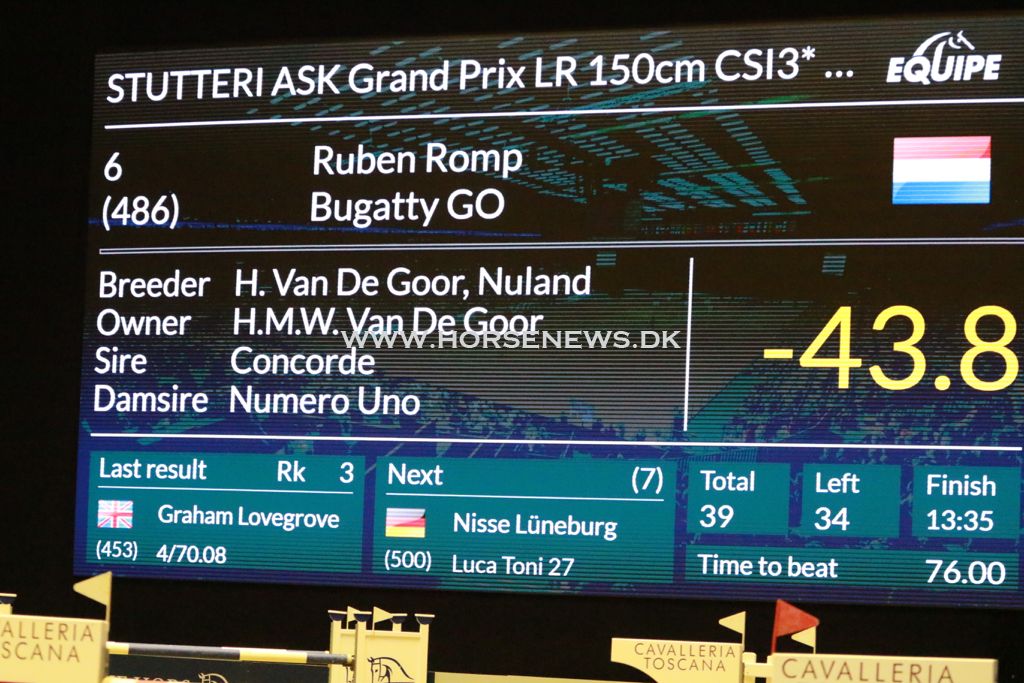 STUTTERI ASK Grand Prix LR 150cm CSI3* ...
EQUIPE
6
Ruben Romp
(486)
Bugatty GO
Breeder H. Van De Goor, Nuland
Owner H.M.W. Van De Goor
Sire Concorde
Damsire Numero Uno
-43.8
WWW.HORSENEWS.DK
Last result Rk 3
Graham Lovegrove
(453) 4/70.08
Next (7)
Nisse Lüneburg
(500) Luca Toni 27
Total
39
Left
34
Finish
13:35
Time to beat 76.00
CAVALLERIA
TOSCANA
CAVALLERIA